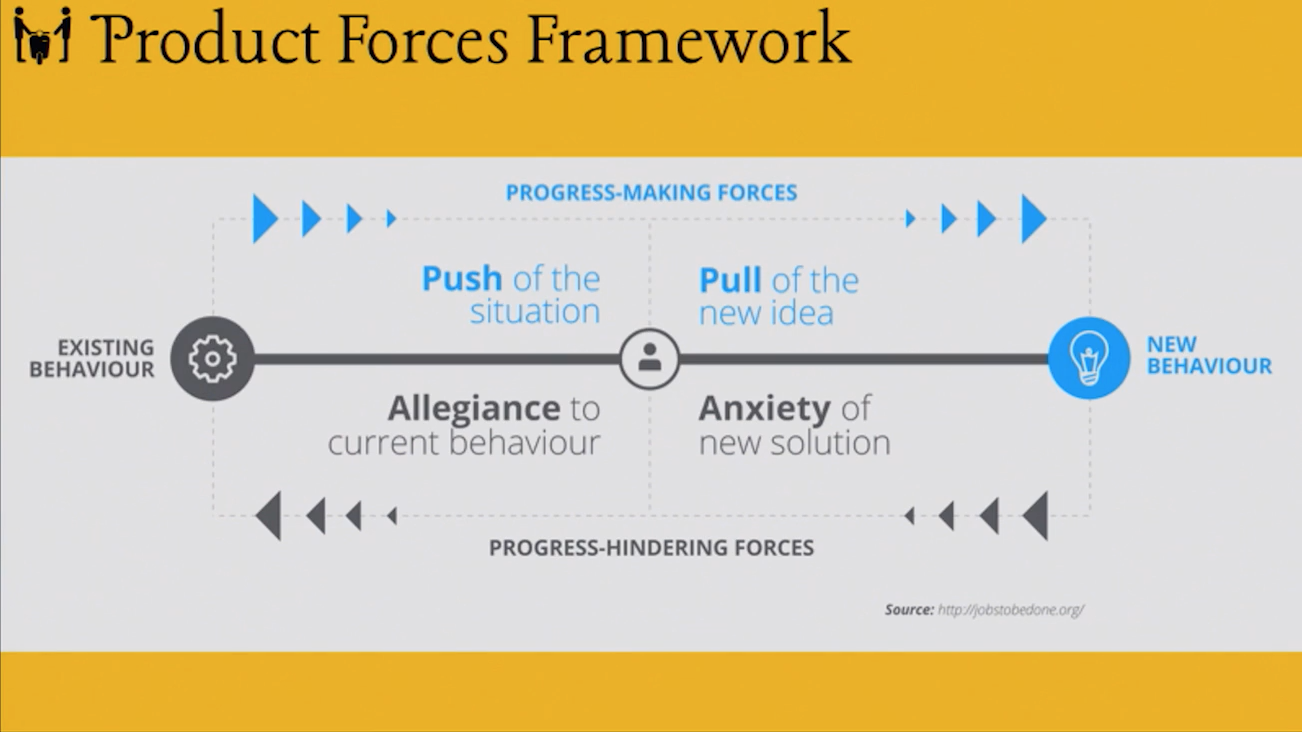 Product Forces Framework
PROGRESS-MAKING FORCES
Push of the
situation
Pull of the
new idea
EXISTING
BEHAVIOUR
NEW
BEHAVIOUR
Allegiance to
current behaviour
Anxiety of
new solution
PROGRESS-HINDERING FORCES
Source: http://jobstobedone.org/